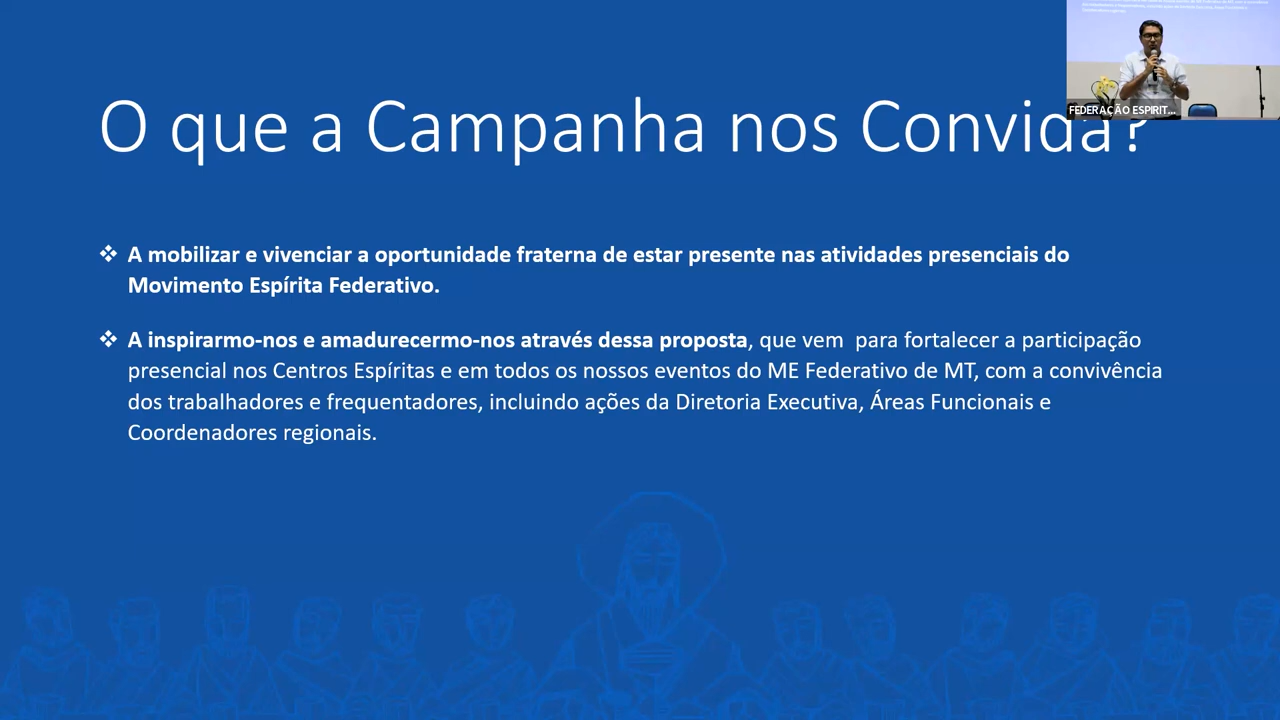 O que a Campanha nos Convida?
FEDERAÇÃO ESPIRIT...
❖ A mobilizar e vivenciar a oportunidade fraterna de estar presente nas atividades presenciais do
Movimento Espírita Federativo.
❖ A inspirarmo-nos e amadurecermo-nos através dessa proposta, que vem para fortalecer a participação
presencial nos Centros Espíritas e em todos os nossos eventos do ME Federativo de MT, com a convivência
dos trabalhadores e frequentadores, incluindo ações da Diretoria Executiva, Áreas Funcionais e
Coordenadores regionais.